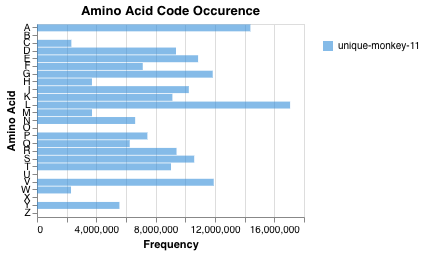 Amino Acid Code Occurence
unique-monkey-11
Amino Acid
A
B
C
D
E
F
G
H
I
K
L
M
N
O
P
Q
R
S
T
U
V
W
X
Y
Z
0 4,000,000 8,000,000 12,000,000 16,000,000
Frequency